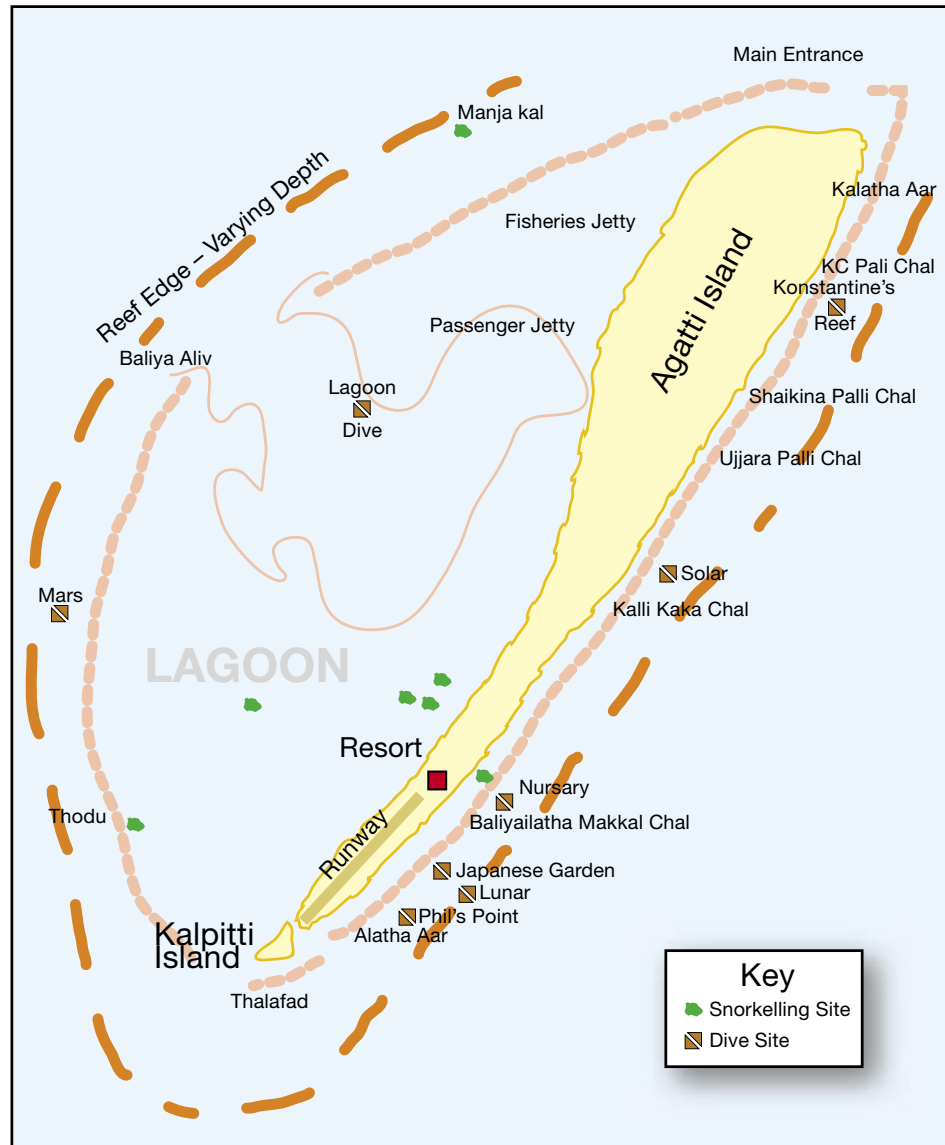 Main Entrance
Manja kal
Reef Edge – Varying Depth
Kalatha Aar
Fisheries Jetty
Agatti Island
KC Pali Chal
Konstantine's
Reef
Passenger Jetty
Baliya Aliv
Lagoon
Dive
Shaikina Palli Chal
Ujjara Palli Chal
Solar
Mars
Kalli Kaka Chal
LAGOON
Resort
Nursary
Thodu
Baliyailatha Makkal Chal
Runway
Japanese Garden
Lunar
Phil's Point
Alatha Aar
Kalpitti
Island
Thalafad
Key
Snorkelling Site
Dive Site